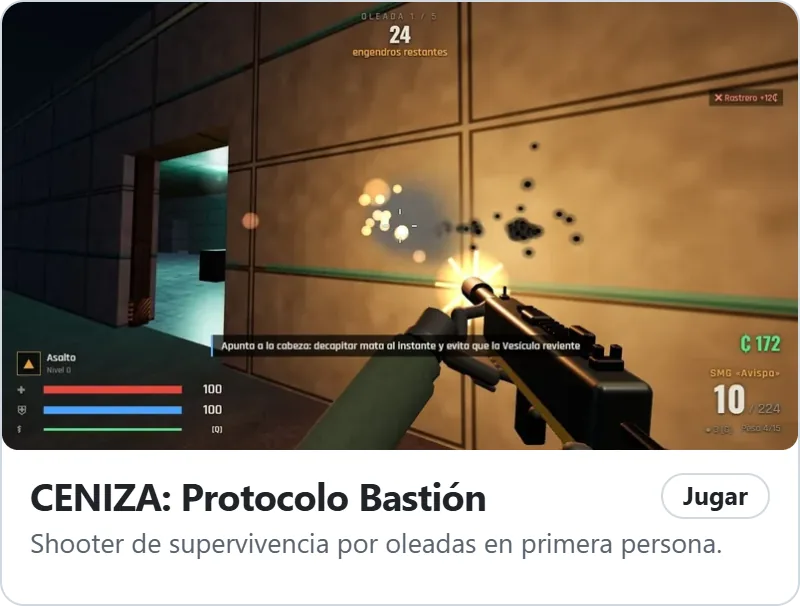 OLEADA 1 / 5
24
engendros restantes
✕ Rastrero +12₵
Apunta a la cabeza: decapitar mata al instante y evita que la Vesícula reviente
Asalto
Nivel 0
100
100
[Q]
₵ 172
SMG «Avispa»
10 / 224
CENIZA: Protocolo Bastión
Jugar
Shooter de supervivencia por oleadas en primera persona.